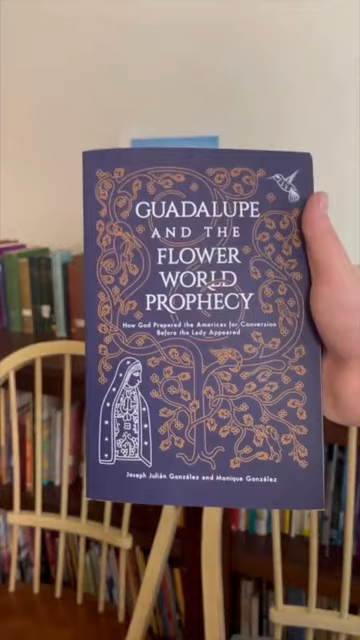 GUADALUPE
AND THE
FLOWER
WORLD
PROPHECY
How God Prepared the Americas for Conversion
Before the Lady Appeared
Joseph Julián González and Monique González